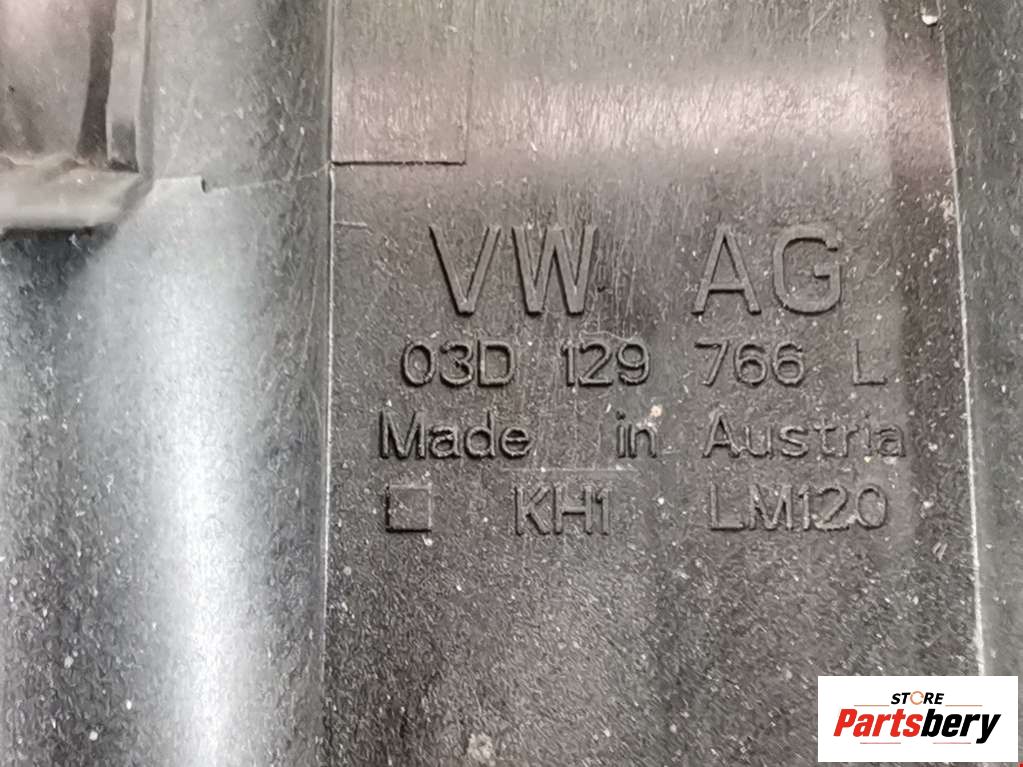 VW AG
03D 129 766 L
Made in Austria
KH1 LM120
STORE
Partsbery